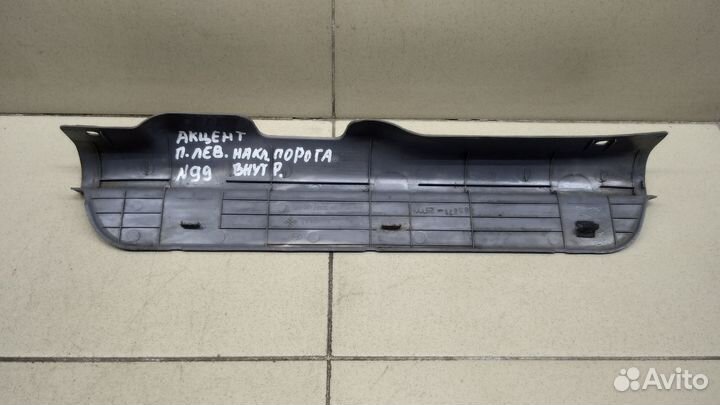 АКЦЕНТ
П. ЛЕВ. НАКЛ. ПОРОГА
N99 ВНУТР.
Avito